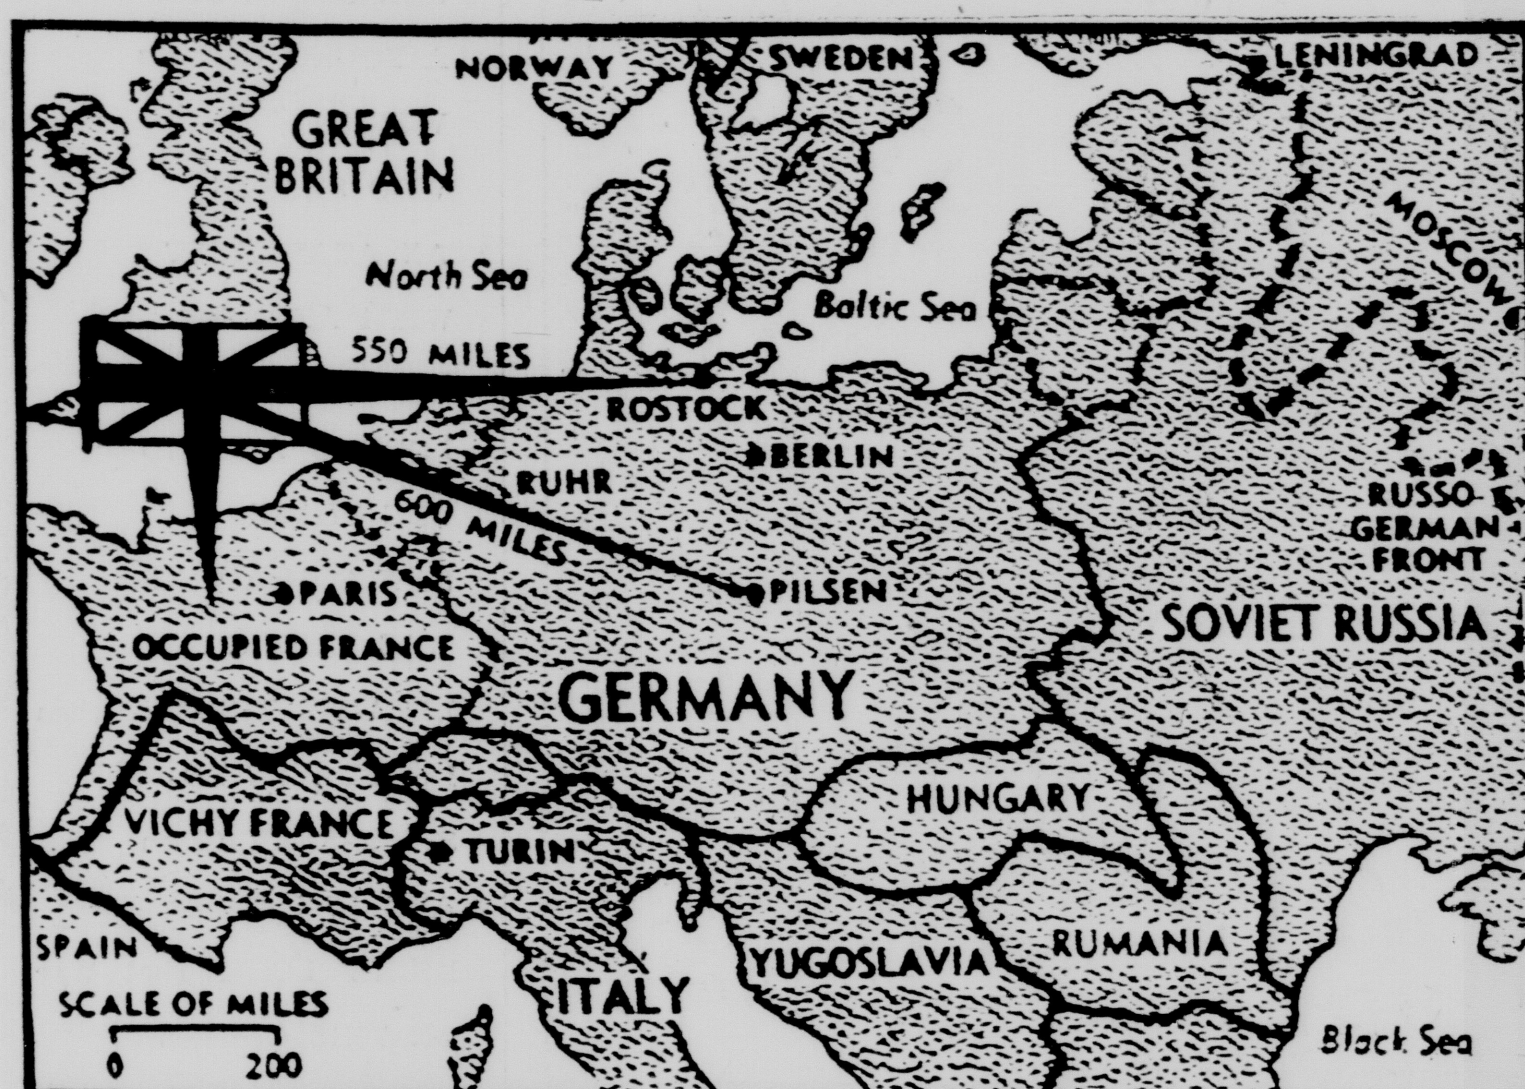 NORWAY
SWEDEN
LENINGRAD
GREAT
BRITAIN
MOSCOW
North Sea
Baltic Sea
550 MILES
ROSTOCK
BERLIN
RUHR
600 MILES
RUSSO-
GERMAN
FRONT
PARIS
PILSEN
OCCUPIED FRANCE
SOVIET RUSSIA
GERMANY
HUNGARY
VICHY FRANCE
TURIN
SPAIN
YUGOSLAVIA
RUMANIA
ITALY
SCALE OF MILES
0 200
Black Sea